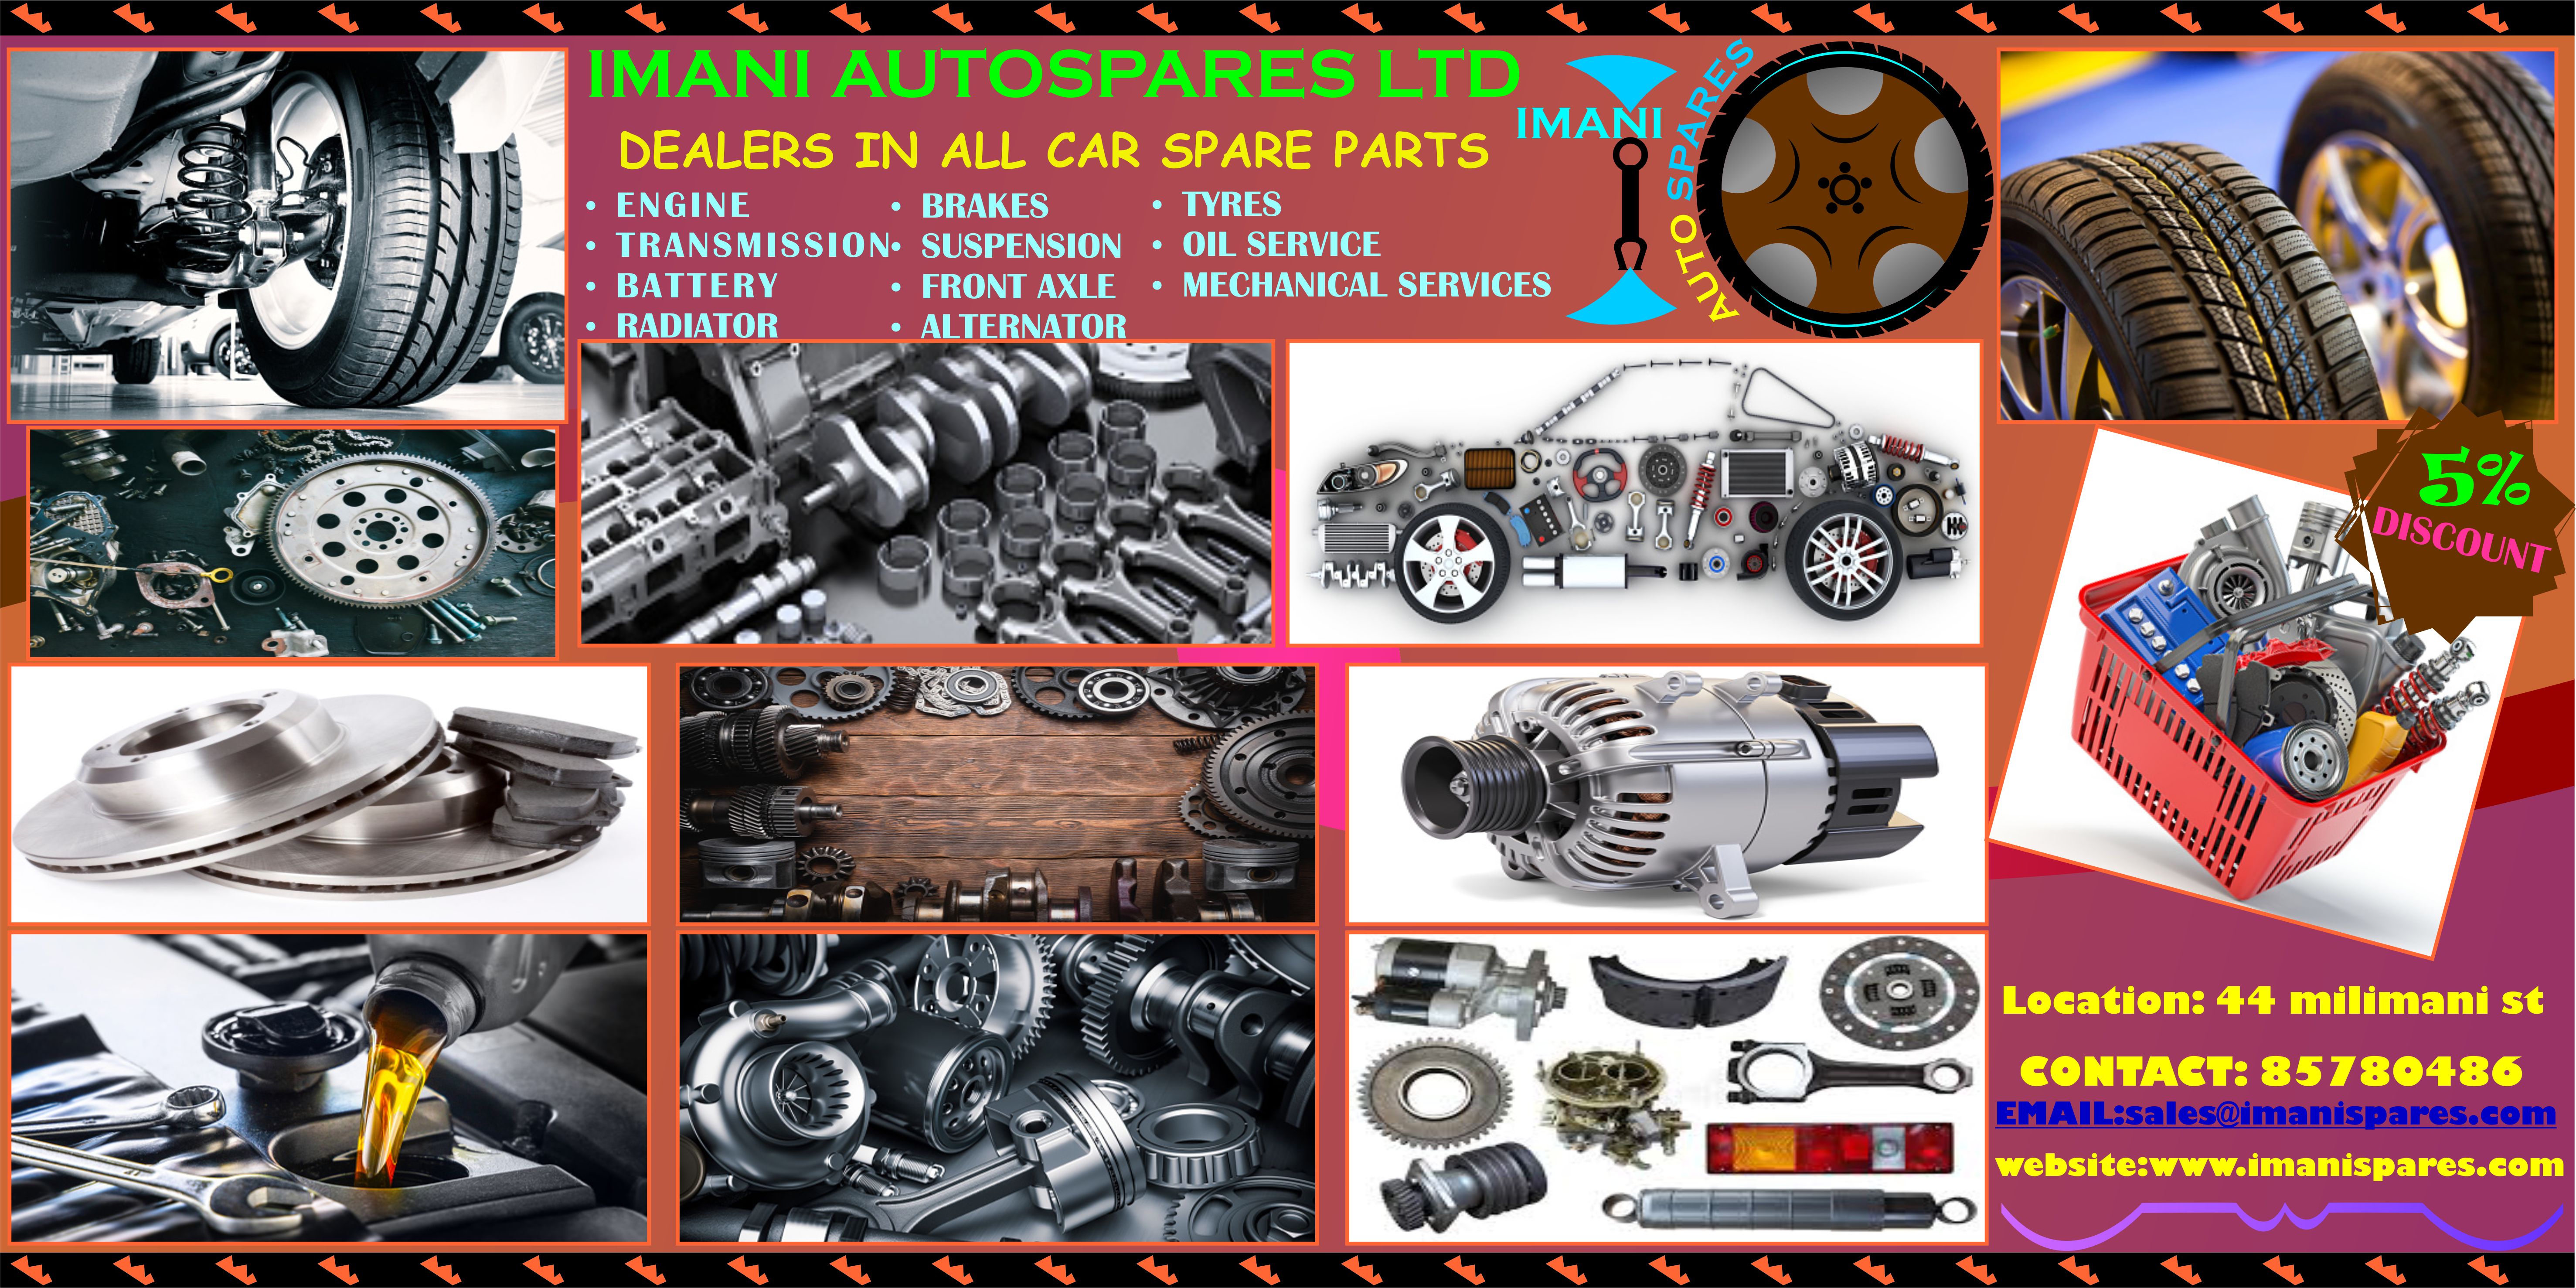 IMANI AUTOSPARES LTD
DEALERS IN ALL CAR SPARE PARTS
• ENGINE
• TRANSMISSION
• BATTERY
• RADIATOR
• BRAKES
• SUSPENSION
• FRONT AXLE
• ALTERNATOR
• TYRES
• OIL SERVICE
• MECHANICAL SERVICES
IMANI
AUTO SPARES
5%
DISCOUNT
Location: 44 milimani st
CONTACT: 85780486
EMAIL:sales@imanispares.com
website:www.imanispares.com